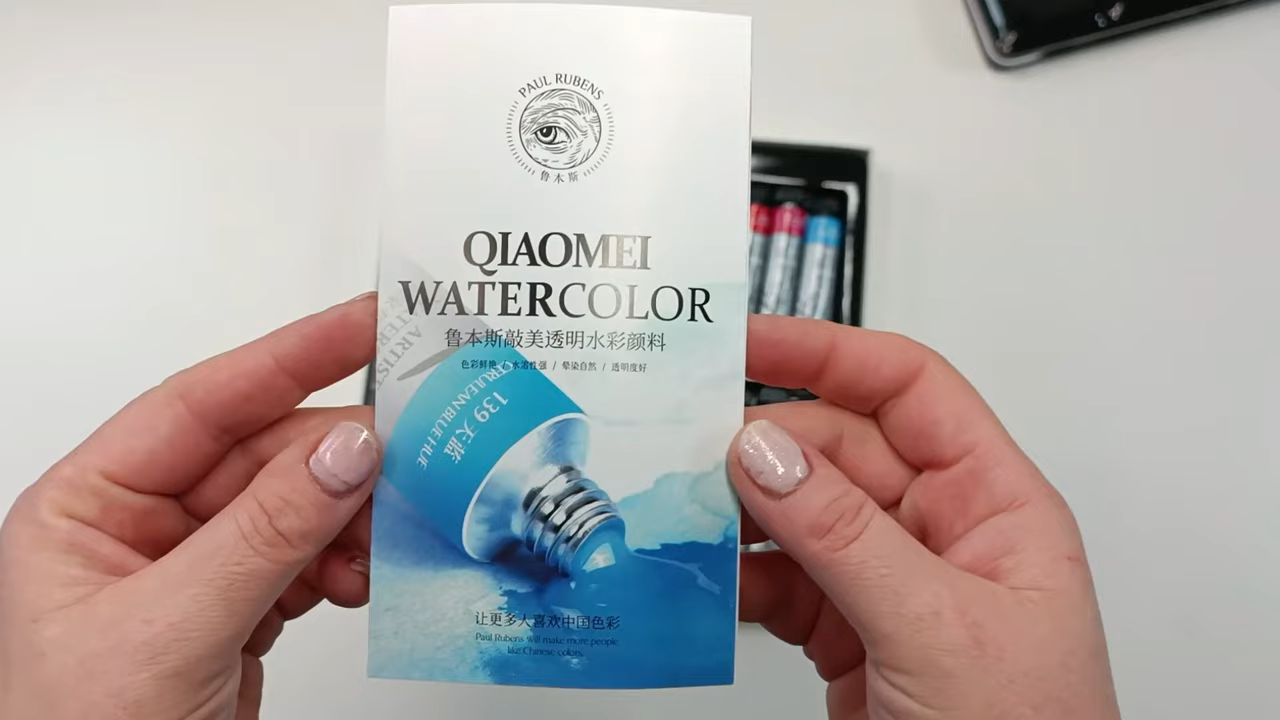 PAUL RUBENS
鲁本斯
QIAOMEI
WATERCOLOR
鲁本斯敲美透明水彩颜料
色彩鲜艳 / 水溶性强 / 晕染自然 / 透明度好
ARTIST
139 天蓝
CERULEAN BLUE HUE
让更多人喜欢中国色彩
Paul Rubens will make more people
like Chinese colors.